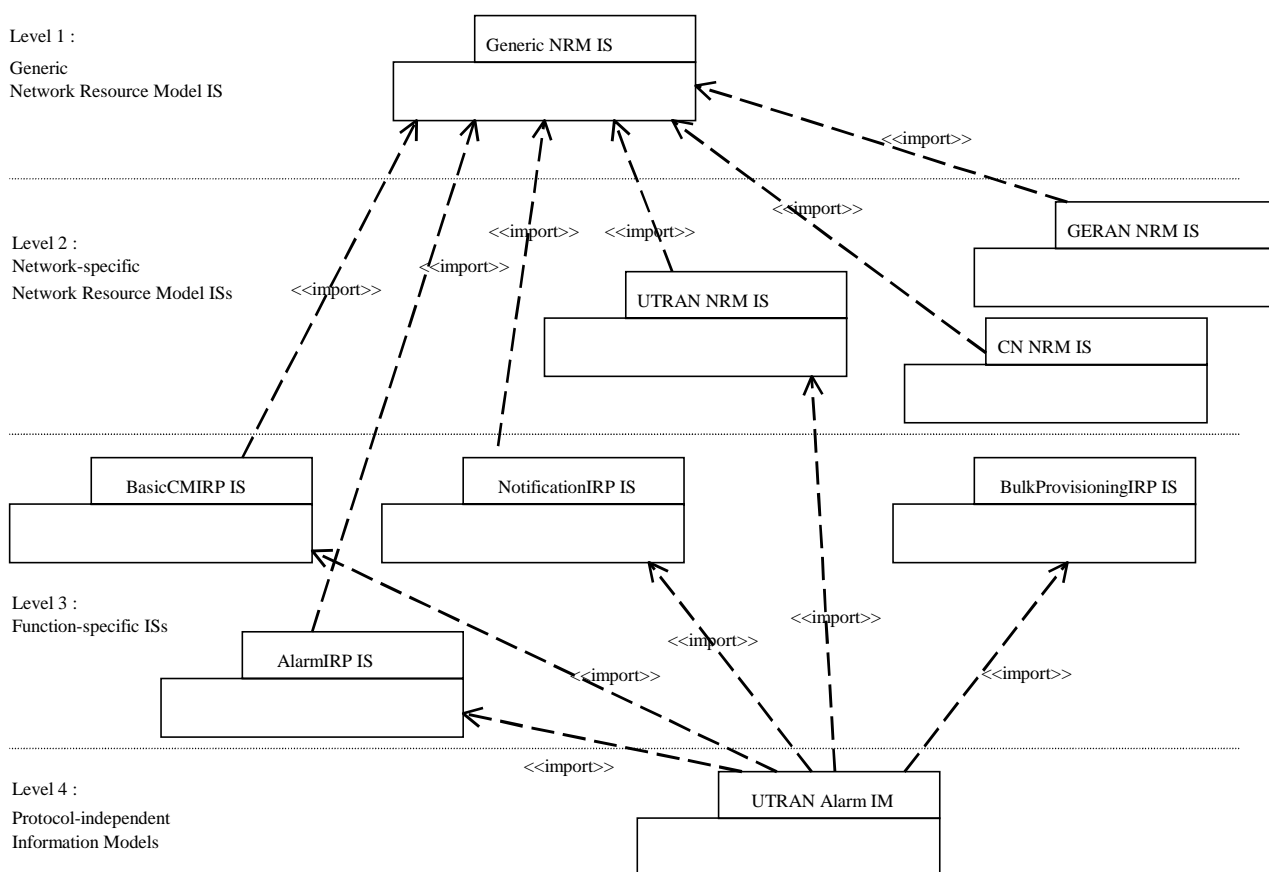 Level 1 :
Generic
Network Resource Model IS
Generic NRM IS
<<import>>
<<import>>
<<import>>
<<import>>
<<import>>
<<import>>
Level 2 :
Network-specific
Network Resource Model ISs
GERAN NRM IS
UTRAN NRM IS
CN NRM IS
BasicCMIRP IS
NotificationIRP IS
BulkProvisioningIRP IS
Level 3 :
Function-specific ISs
<<import>>
<<import>>
<<import>>
<<import>>
AlarmIRP IS
<<import>>
Level 4 :
Protocol-independent
Information Models
UTRAN Alarm IM